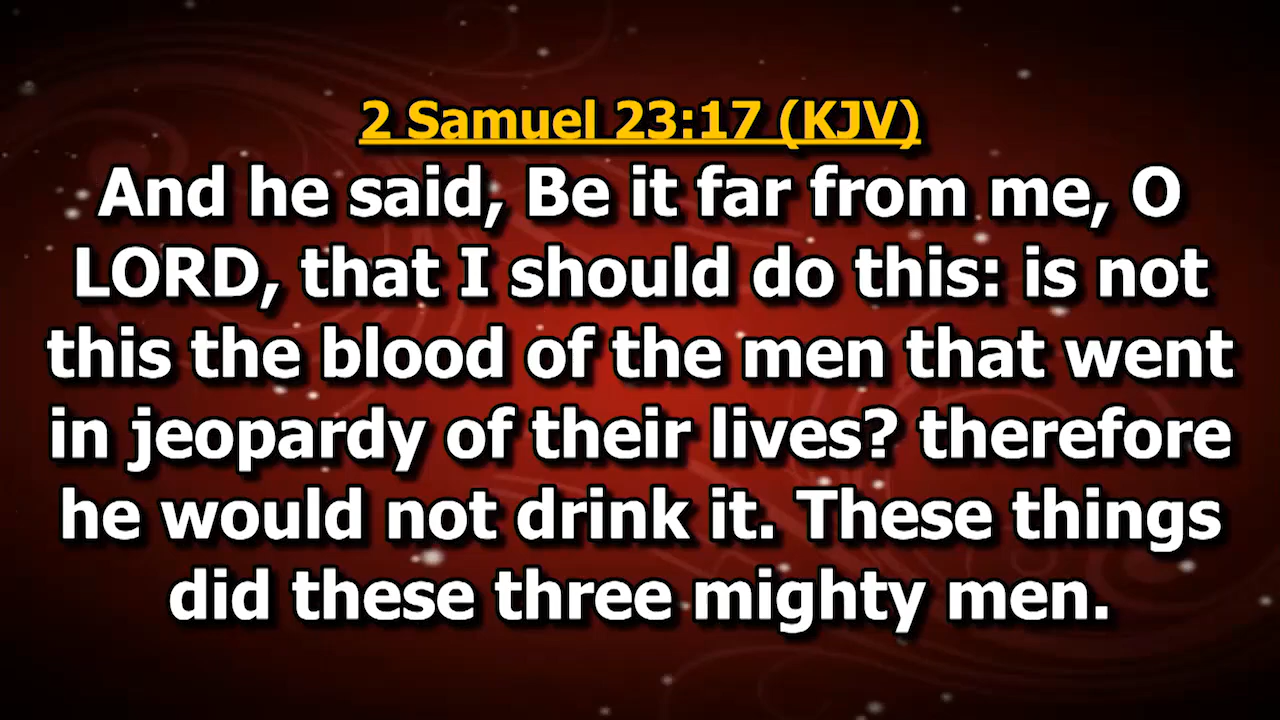 2 Samuel 23:17 (KJV)
And he said, Be it far from me, O
LORD, that I should do this: is not
this the blood of the men that went
in jeopardy of their lives? therefore
he would not drink it. These things
did these three mighty men.